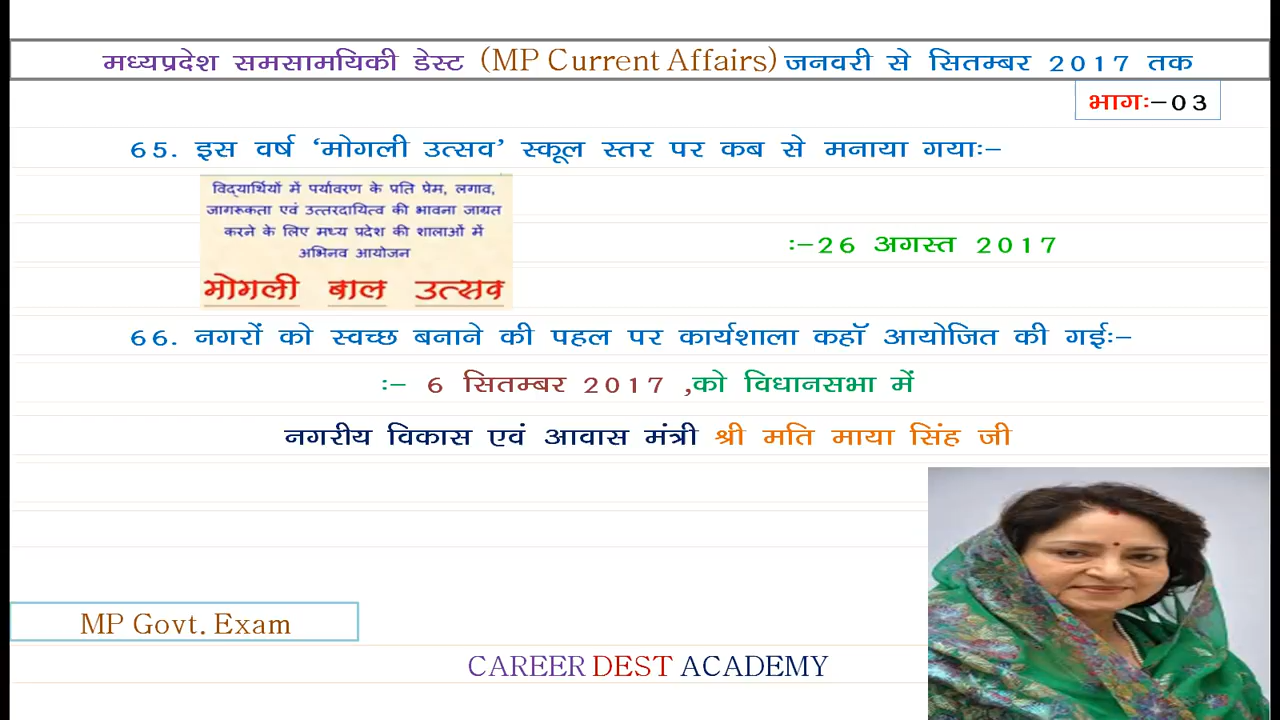 मध्यप्रदेश समसामयिकी डेस्ट (MP Current Affairs) जनवरी से सितम्बर 2017 तक
भागः–03
65. इस वर्ष ‘मोगली उत्सव’ स्कूल स्तर पर कब से मनाया गयाः–
विद्यार्थियों में पर्यावरण के प्रति प्रेम, लगाव,
जागरूकता एवं उत्तरदायित्व की भावना जाग्रत
करने के लिए मध्य प्रदेश की शालाओं में
अभिनव आयोजन
मोगली बाल उत्सव
:–26 अगस्त 2017
66. नगरों को स्वच्छ बनाने की पहल पर कार्यशाला कहॉ आयोजित की गईः–
:– 6 सितम्बर 2017 ,को विधानसभा में
नगरीय विकास एवं आवास मंत्री श्री मति माया सिंह जी
MP Govt. Exam
CAREER DEST ACADEMY